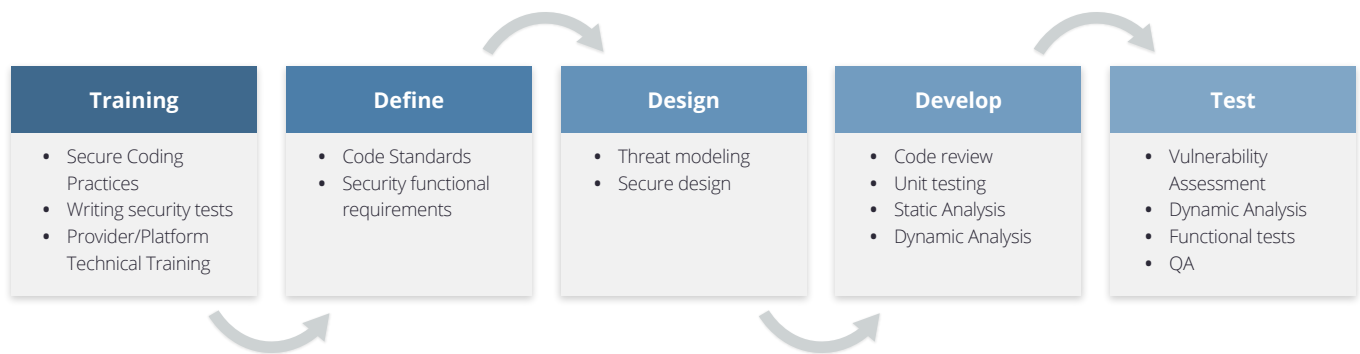 Training
• Secure Coding
Practices
• Writing security tests
• Provider/Platform
Technical Training
Define
• Code Standards
• Security functional
requirements
Design
• Threat modeling
• Secure design
Develop
• Code review
• Unit testing
• Static Analysis
• Dynamic Analysis
Test
• Vulnerability
Assessment
• Dynamic Analysis
• Functional tests
• QA